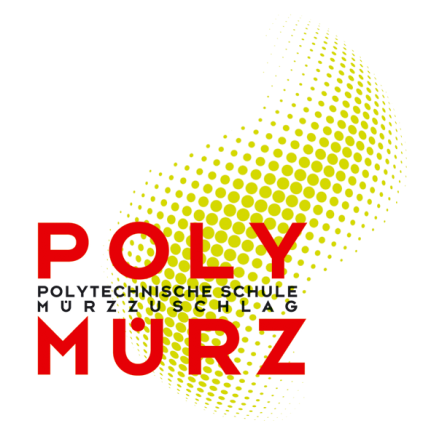 POLY
POLYTECHNISCHE SCHULE
MÜRZZUSCHLAG
MÜRZ